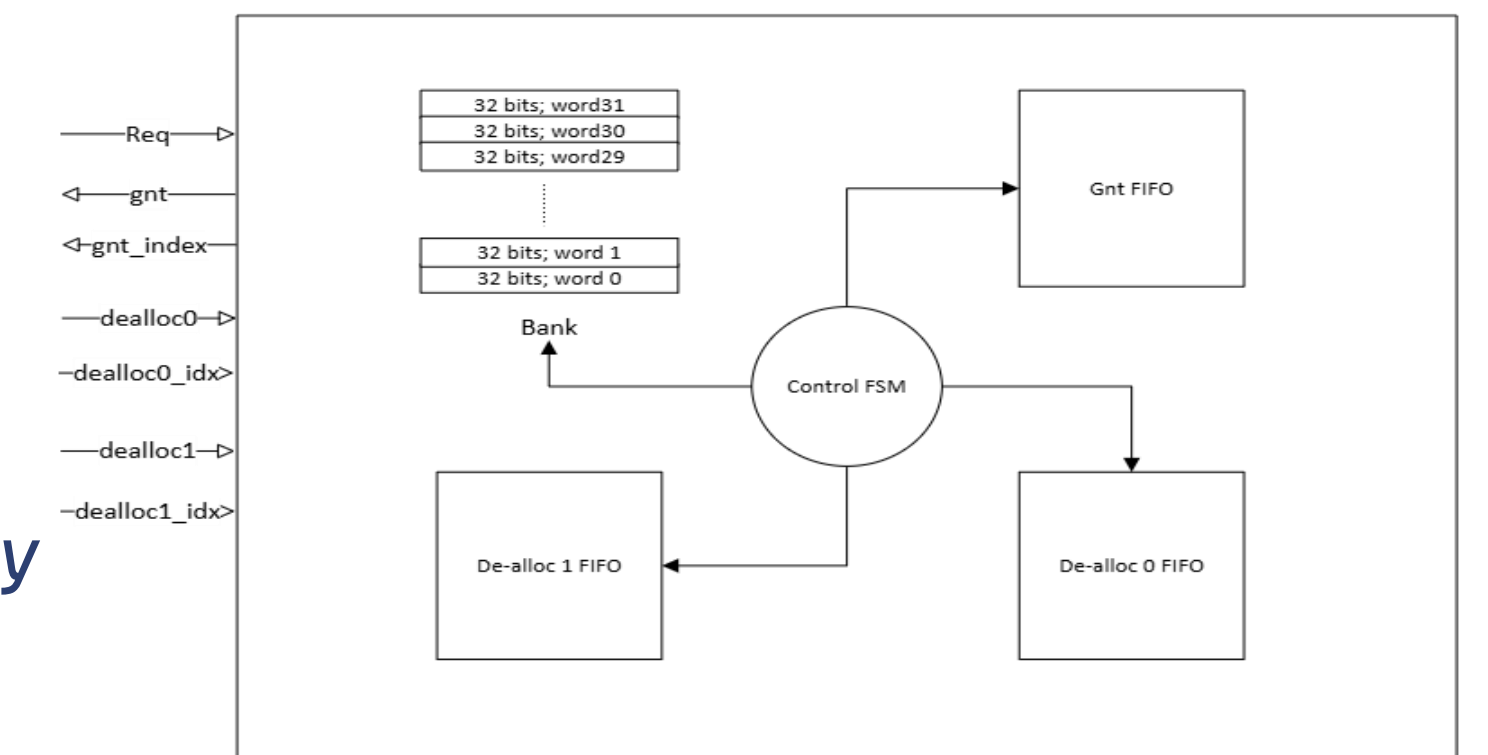 Req
gnt
gnt_index
dealloc0
dealloc0_idx
dealloc1
dealloc1_idx
y
32 bits; word31
32 bits; word30
32 bits; word29
32 bits; word 1
32 bits; word 0
Bank
Control FSM
Gnt FIFO
De-alloc 1 FIFO
De-alloc 0 FIFO